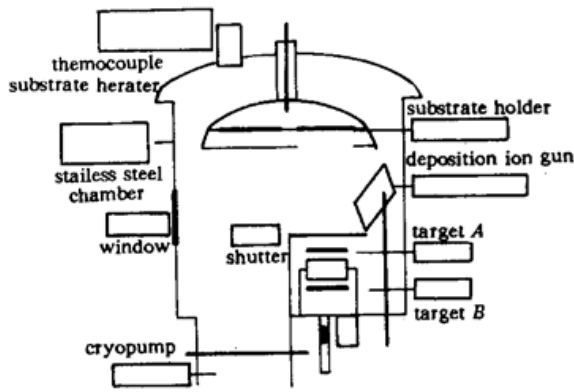 themocouple
substrate herater
substrate holder
deposition ion gun
stailess steel
chamber
window
shutter
target A
target B
cryopump